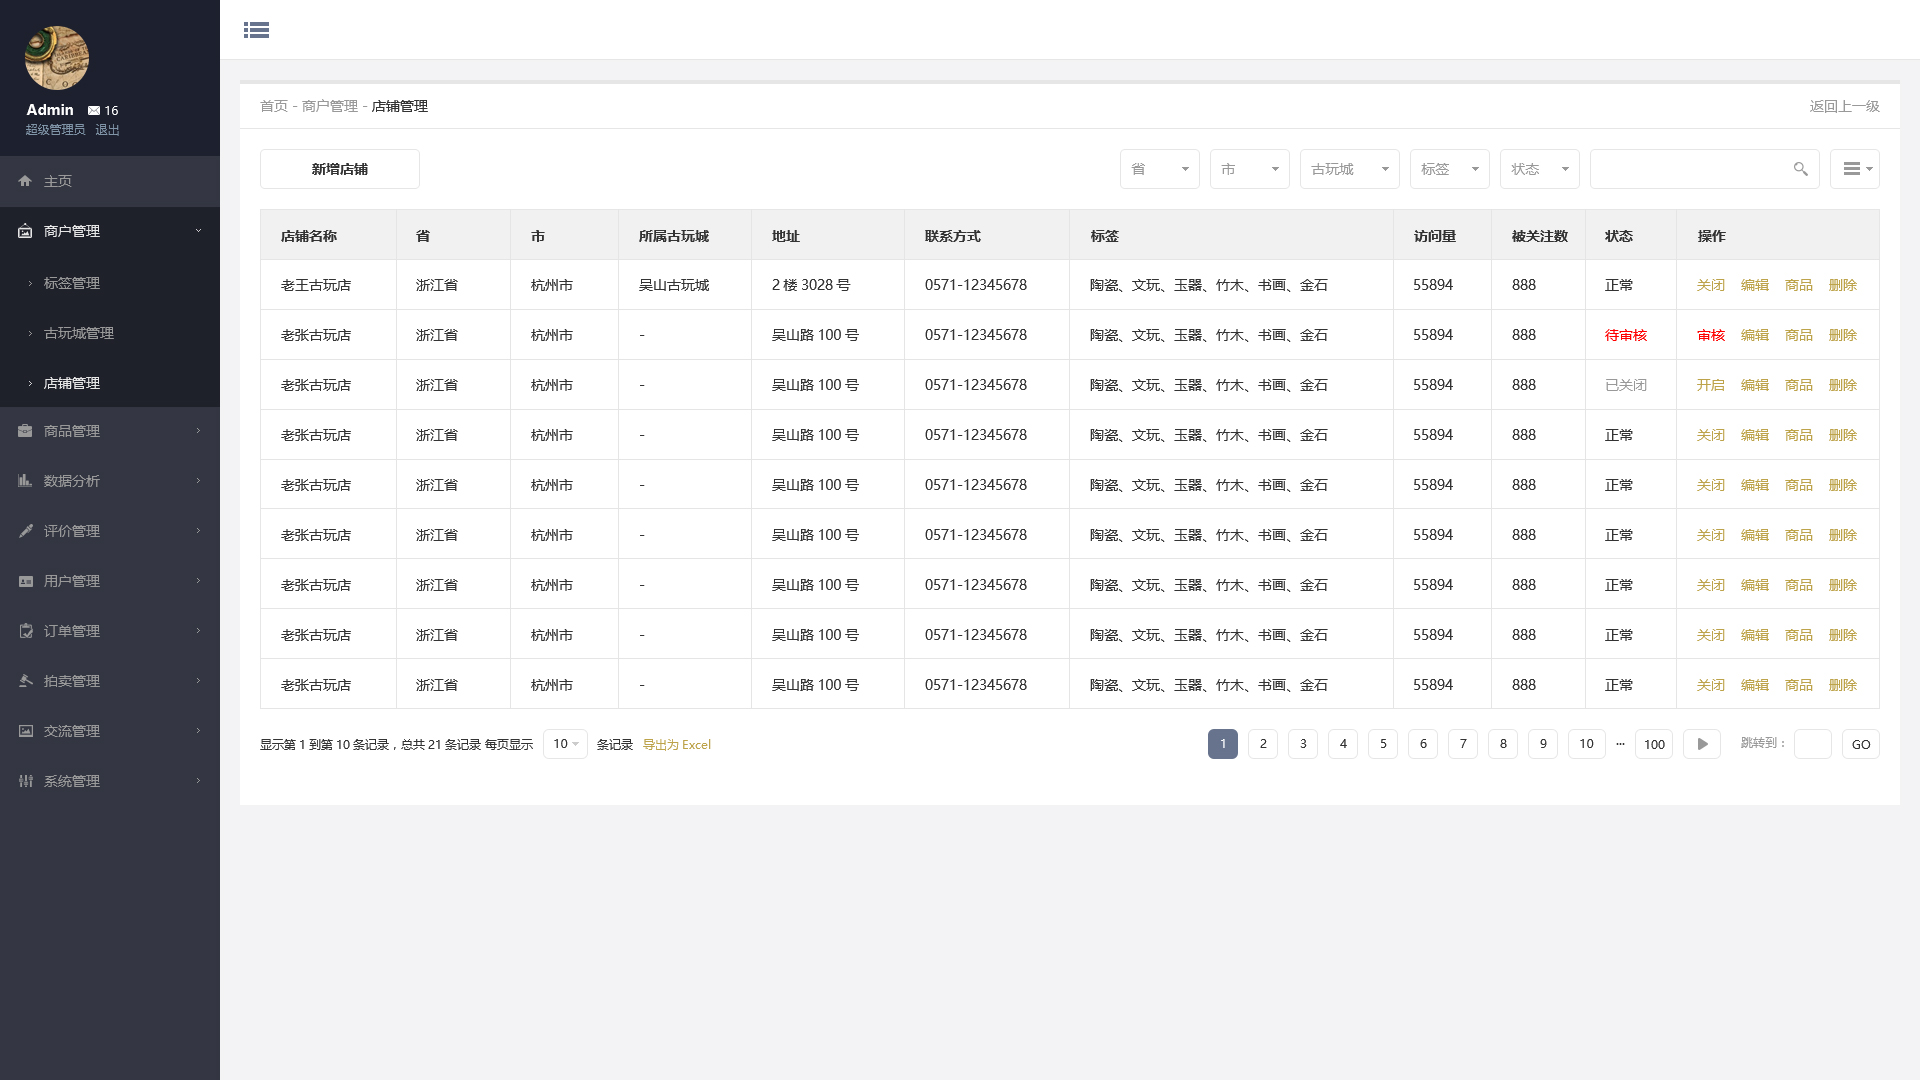 Admin 16
超级管理员 退出
主页
商户管理
标签管理
古玩城管理
店铺管理
商品管理
数据分析
评价管理
用户管理
订单管理
拍卖管理
交流管理
系统管理
首页 - 商户管理 - 店铺管理 返回上一级
新增店铺 省 市 古玩城 标签 状态
店铺名称 省 市 所属古玩城 地址 联系方式 标签 访问量 被关注数 状态 操作
老王古玩店 浙江省 杭州市 吴山古玩城 2 楼 3028 号 0571-12345678 陶瓷、文玩、玉器、竹木、书画、金石 55894 888 正常 关闭 编辑 商品 删除
老张古玩店 浙江省 杭州市 - 吴山路 100 号 0571-12345678 陶瓷、文玩、玉器、竹木、书画、金石 55894 888 待审核 审核 编辑 商品 删除
老张古玩店 浙江省 杭州市 - 吴山路 100 号 0571-12345678 陶瓷、文玩、玉器、竹木、书画、金石 55894 888 已关闭 开启 编辑 商品 删除
老张古玩店 浙江省 杭州市 - 吴山路 100 号 0571-12345678 陶瓷、文玩、玉器、竹木、书画、金石 55894 888 正常 关闭 编辑 商品 删除
老张古玩店 浙江省 杭州市 - 吴山路 100 号 0571-12345678 陶瓷、文玩、玉器、竹木、书画、金石 55894 888 正常 关闭 编辑 商品 删除
老张古玩店 浙江省 杭州市 - 吴山路 100 号 0571-12345678 陶瓷、文玩、玉器、竹木、书画、金石 55894 888 正常 关闭 编辑 商品 删除
老张古玩店 浙江省 杭州市 - 吴山路 100 号 0571-12345678 陶瓷、文玩、玉器、竹木、书画、金石 55894 888 正常 关闭 编辑 商品 删除
老张古玩店 浙江省 杭州市 - 吴山路 100 号 0571-12345678 陶瓷、文玩、玉器、竹木、书画、金石 55894 888 正常 关闭 编辑 商品 删除
老张古玩店 浙江省 杭州市 - 吴山路 100 号 0571-12345678 陶瓷、文玩、玉器、竹木、书画、金石 55894 888 正常 关闭 编辑 商品 删除
显示第 1 到第 10 条记录，总共 21 条记录 每页显示 10 条记录 导出为 Excel 1 2 3 4 5 6 7 8 9 10 ... 100 跳转到： GO